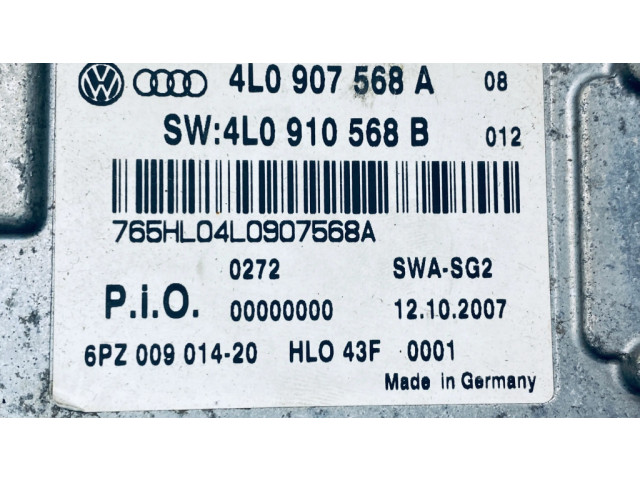 VW 4L0 907 568 A 08
SW:4L0 910 568 B 012
765HL04L0907568A
0272 SWA-SG2
P.i.O. 00000000 12.10.2007
6PZ 009 014-20 HLO 43F 0001
Made in Germany